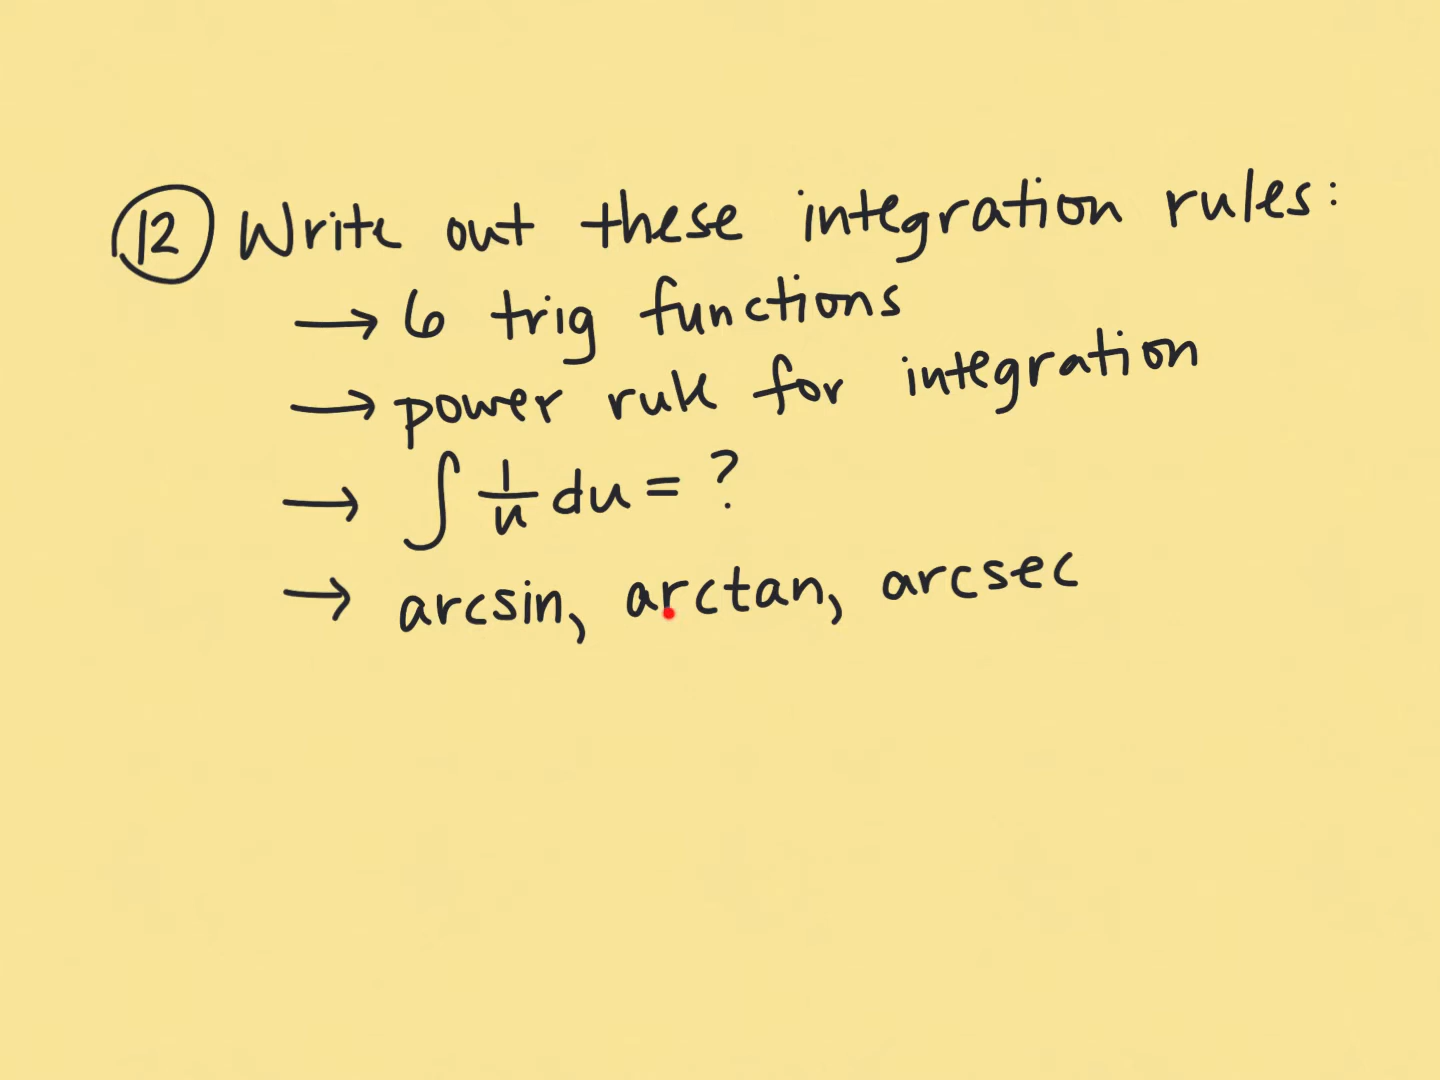 12 Write out these integration rules:
→ 6 trig functions
→ power rule for integration
→ ∫ 1/u du = ?
→ arcsin, arctan, arcsec